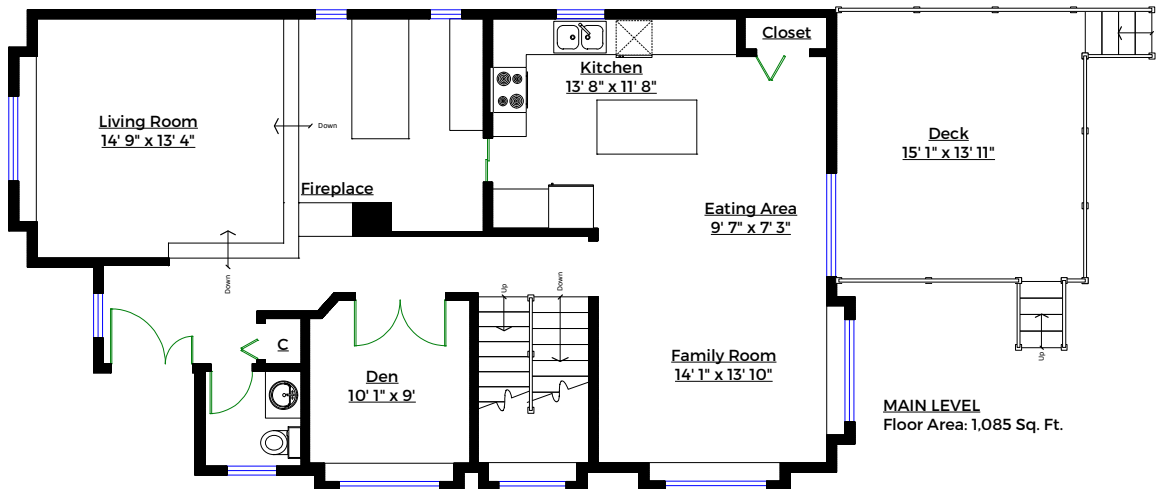 Closet
Kitchen
13' 8" x 11' 8"
Living Room
14' 9" x 13' 4"
Down
Deck
15' 1" x 13' 11"
Fireplace
Eating Area
9' 7" x 7' 3"
Down
Up
Down
C
Family Room
14' 1" x 13' 10"
Den
10' 1" x 9'
Up
MAIN LEVEL
Floor Area: 1,085 Sq. Ft.